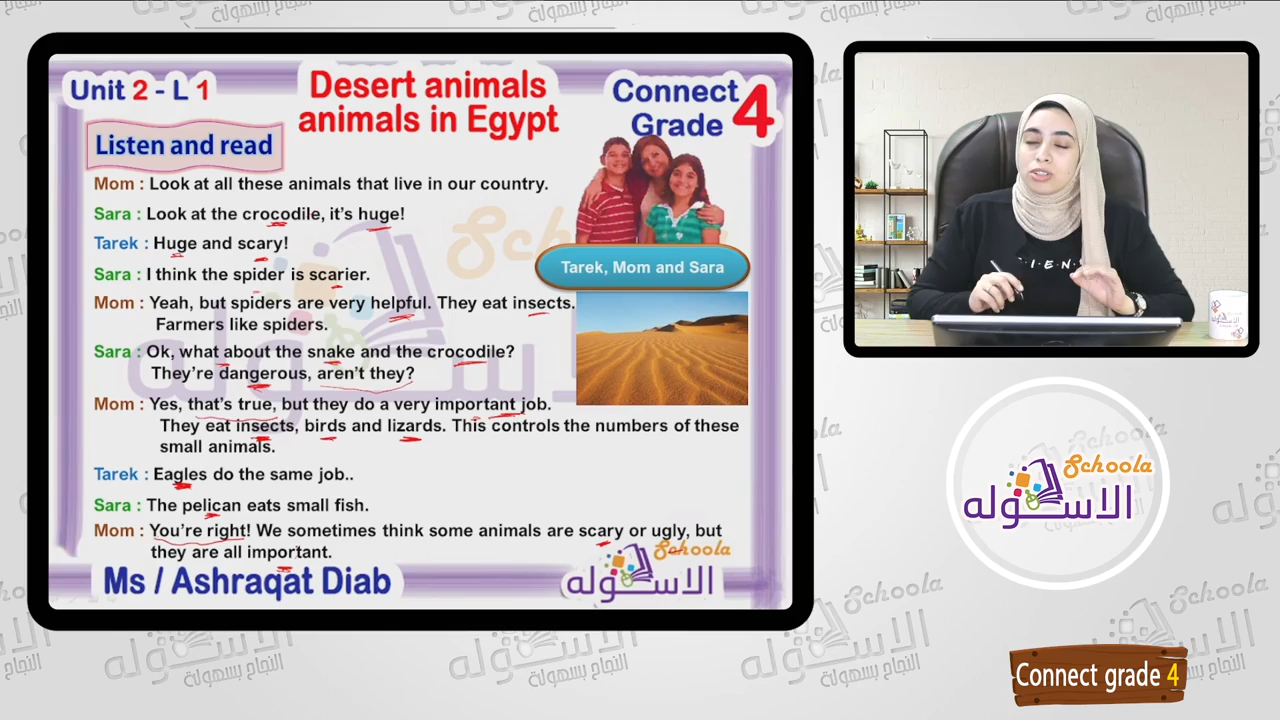 Unit 2 - L 1
Desert animals
animals in Egypt
Connect
Grade 4
Listen and read
Mom : Look at all these animals that live in our country.
Sara : Look at the crocodile, it's huge!
Tarek : Huge and scary!
Sara : I think the spider is scarier.
Mom : Yeah, but spiders are very helpful. They eat insects.
Farmers like spiders.
Sara : Ok, what about the snake and the crocodile?
They're dangerous, aren't they?
Mom : Yes, that's true, but they do a very important job.
They eat insects, birds and lizards. This controls the numbers of these
small animals.
Tarek : Eagles do the same job..
Sara : The pelican eats small fish.
Mom : You're right! We sometimes think some animals are scary or ugly, but
they are all important.
Tarek, Mom and Sara
Ms / Ashraqat Diab
Schoola
الاسكوله
Schoola
الاسكوله
Connect grade 4
Schoola
الاسكوله
النجاح بسهولة